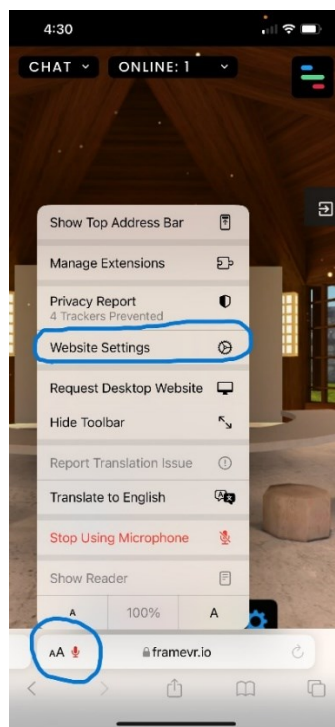 4:30
CHAT ONLINE: 1
Show Top Address Bar
Manage Extensions
Privacy Report
4 Trackers Prevented
Website Settings
Request Desktop Website
Hide Toolbar
Report Translation Issue
Translate to English
Stop Using Microphone
Show Reader
A 100% A
AA framevr.io